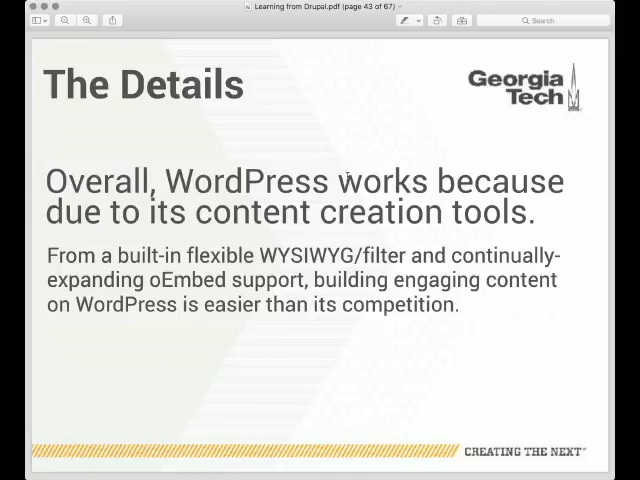 Learning from Drupal.pdf (page 43 of 67)
Search
The Details
Georgia
Tech
Overall, WordPress works because
due to its content creation tools.
From a built-in flexible WYSIWYG/filter and continually-
expanding oEmbed support, building engaging content
on WordPress is easier than its competition.
CREATING THE NEXT®